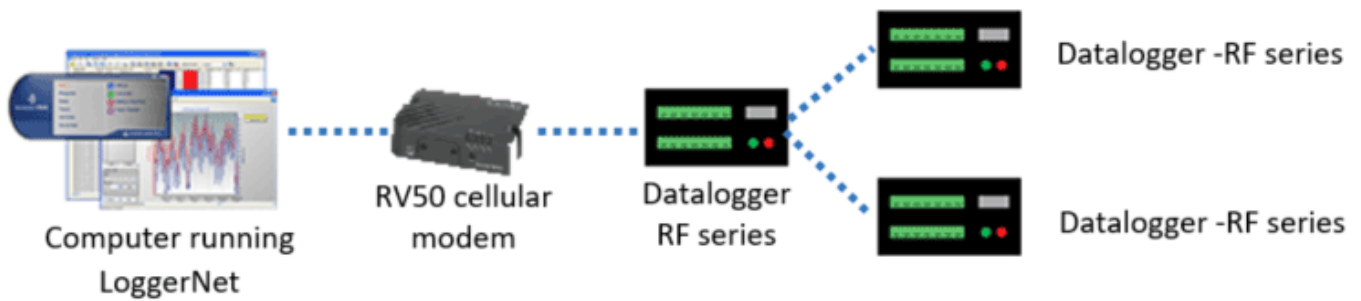 Datalogger -RF series
RV50 cellular
modem
Datalogger
RF series
Datalogger -RF series
Computer running
LoggerNet